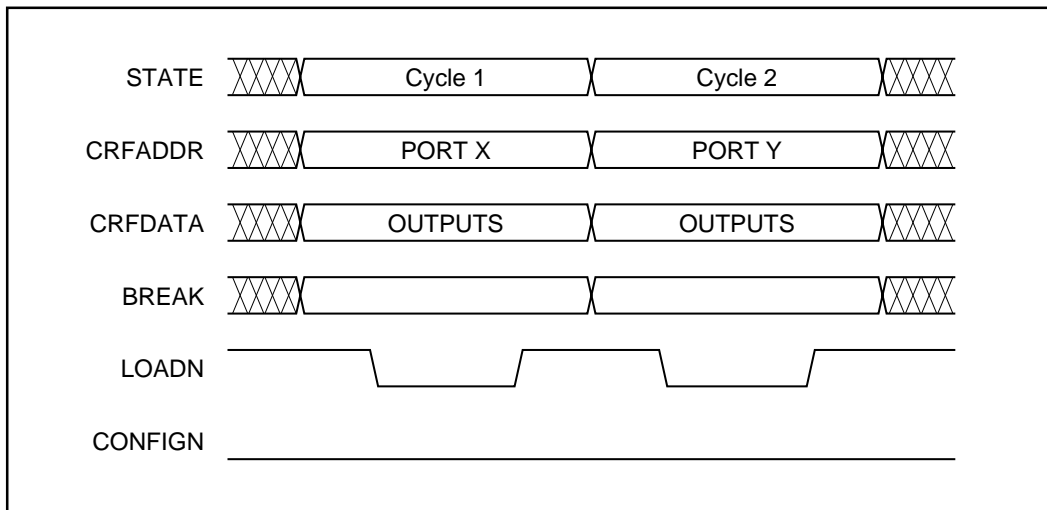 STATE Cycle 1 Cycle 2
CRFADDR PORT X PORT Y
CRFDATA OUTPUTS OUTPUTS
BREAK
LOADN
CONFIGN